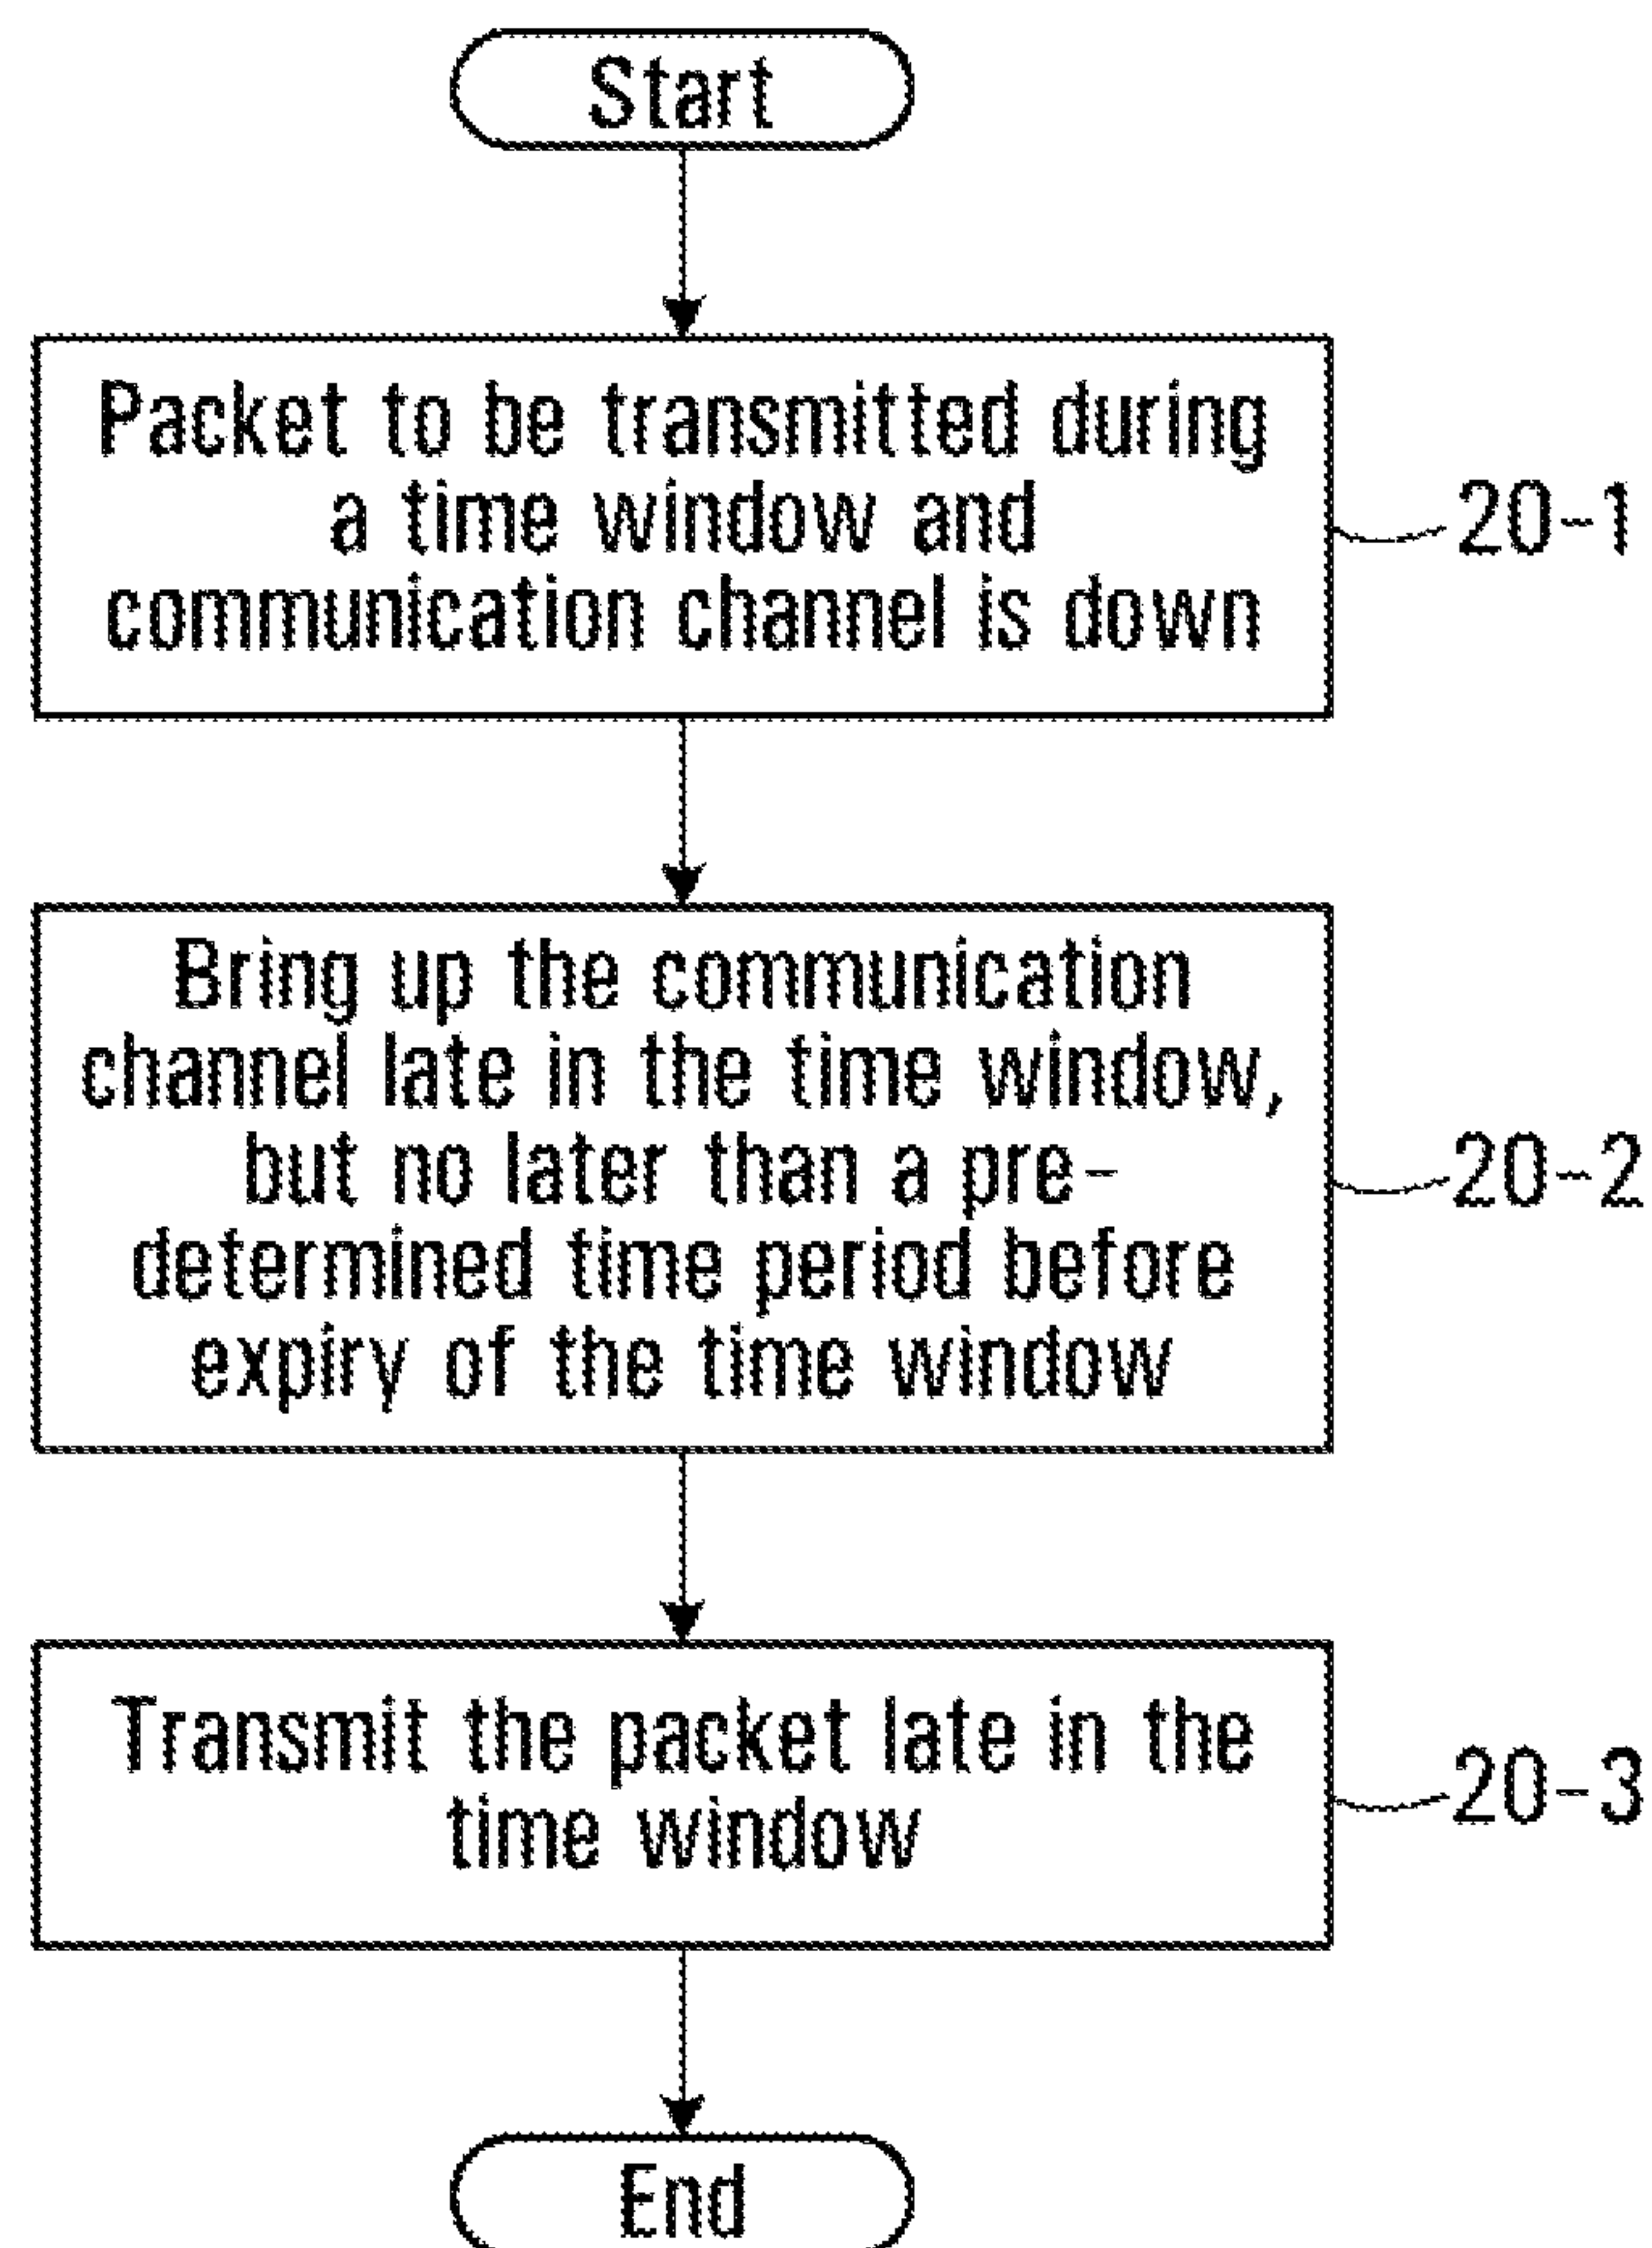 Start
Packet to be transmitted during
a time window and
communication channel is down
20-1
Bring up the communication
channel late in the time window,
but no later than a pre-
determined time period before
expiry of the time window
20-2
Transmit the packet late in the
time window
20-3
End